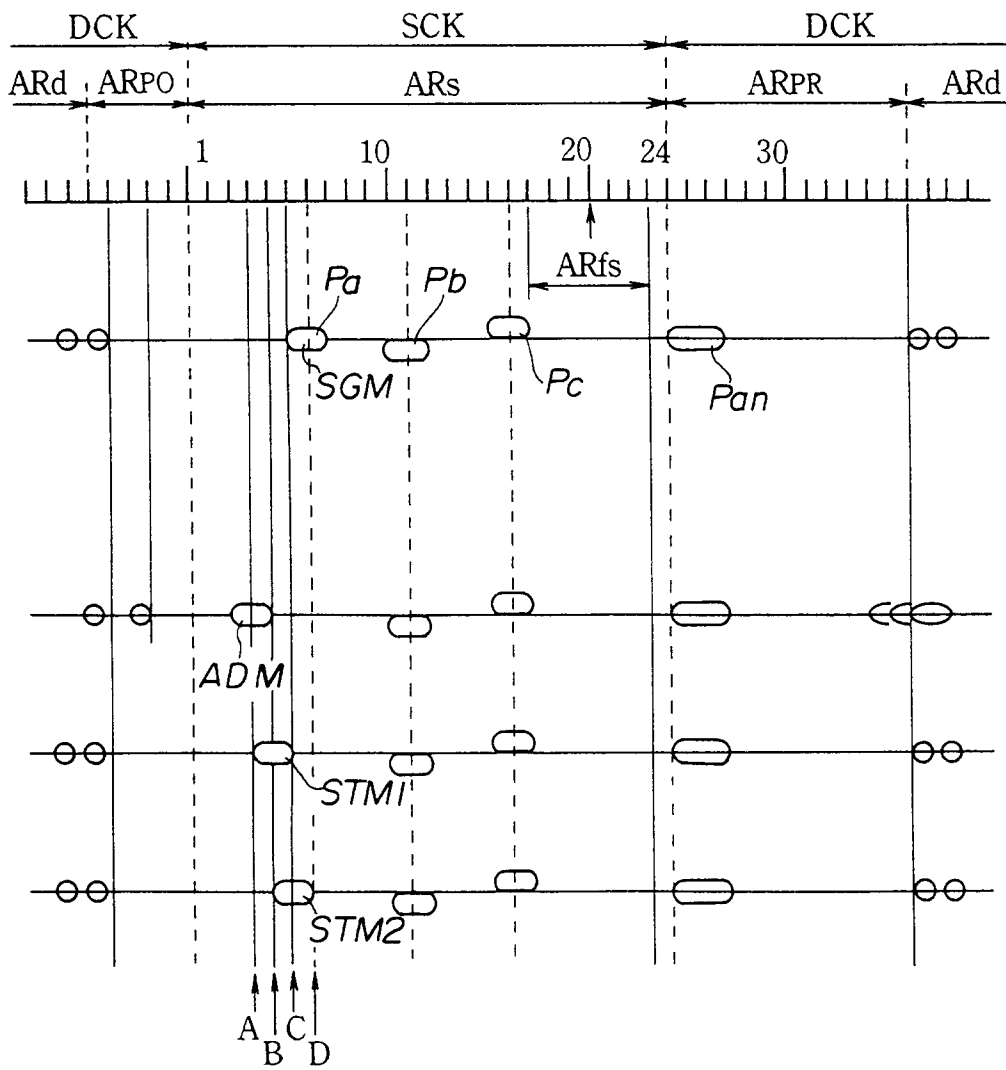 DCK SCK DCK
ARd ARPO ARs ARPR ARd
1 10 20 24 30
ARfs
Pa Pb
SGM Pc Pan
ADM
STM1
STM2
A C
B D